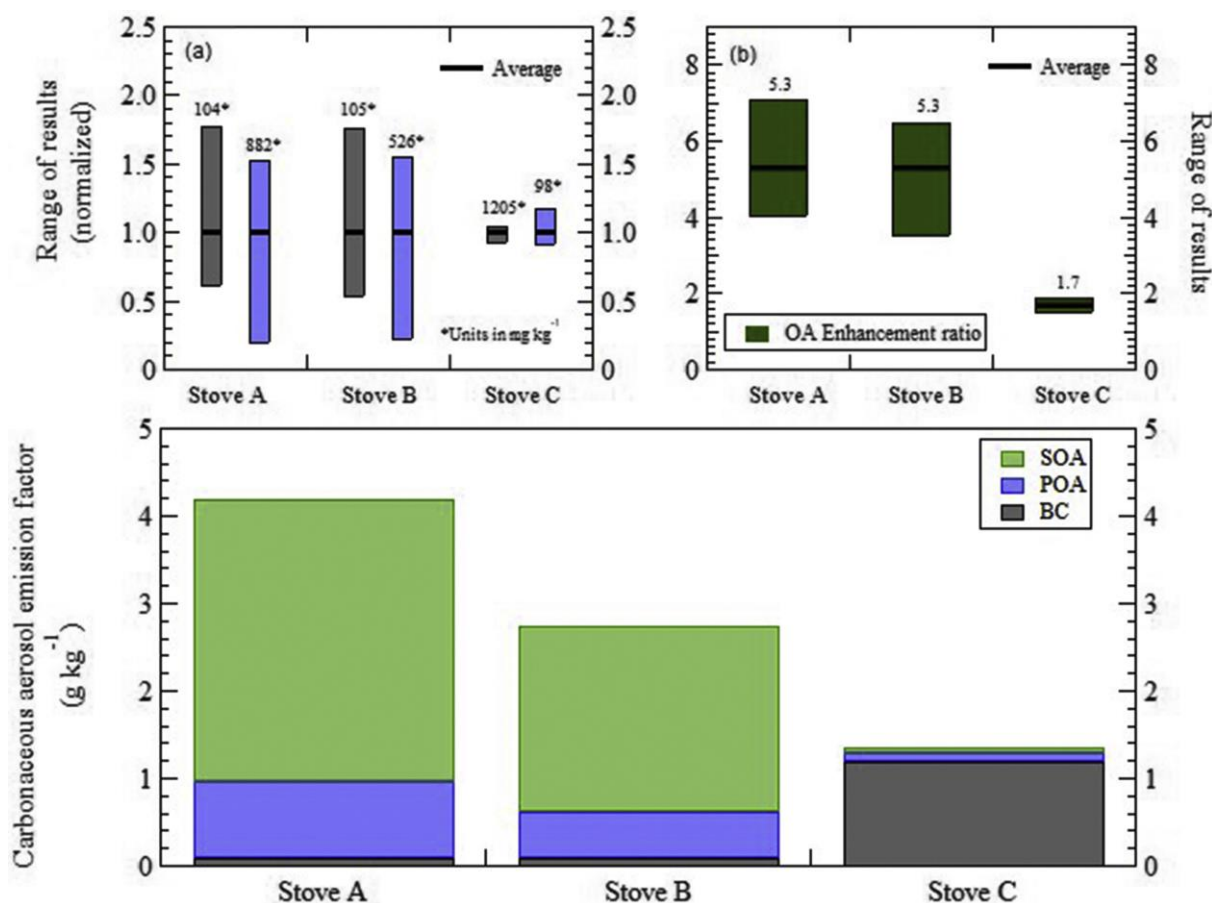 2.5
2.0
1.5
1.0
0.5
0
Range of results
(normalized)
(a)
Average
104*
882*
105*
526*
1205*
98*
*Units in mg kg-1
2.5
2.0
1.5
1.0
0.5
0
Stove A
Stove B
Stove C
8
6
4
2
0
(b)
Average
5.3
5.3
1.7
OA Enhancement ratio
8
6
4
2
0
Range of results
Stove A
Stove B
Stove C
Carbonaceous aerosol emission factor
(g kg-1)
5
4
3
2
1
0
SOA
POA
BC
5
4
3
2
1
0
Stove A
Stove B
Stove C